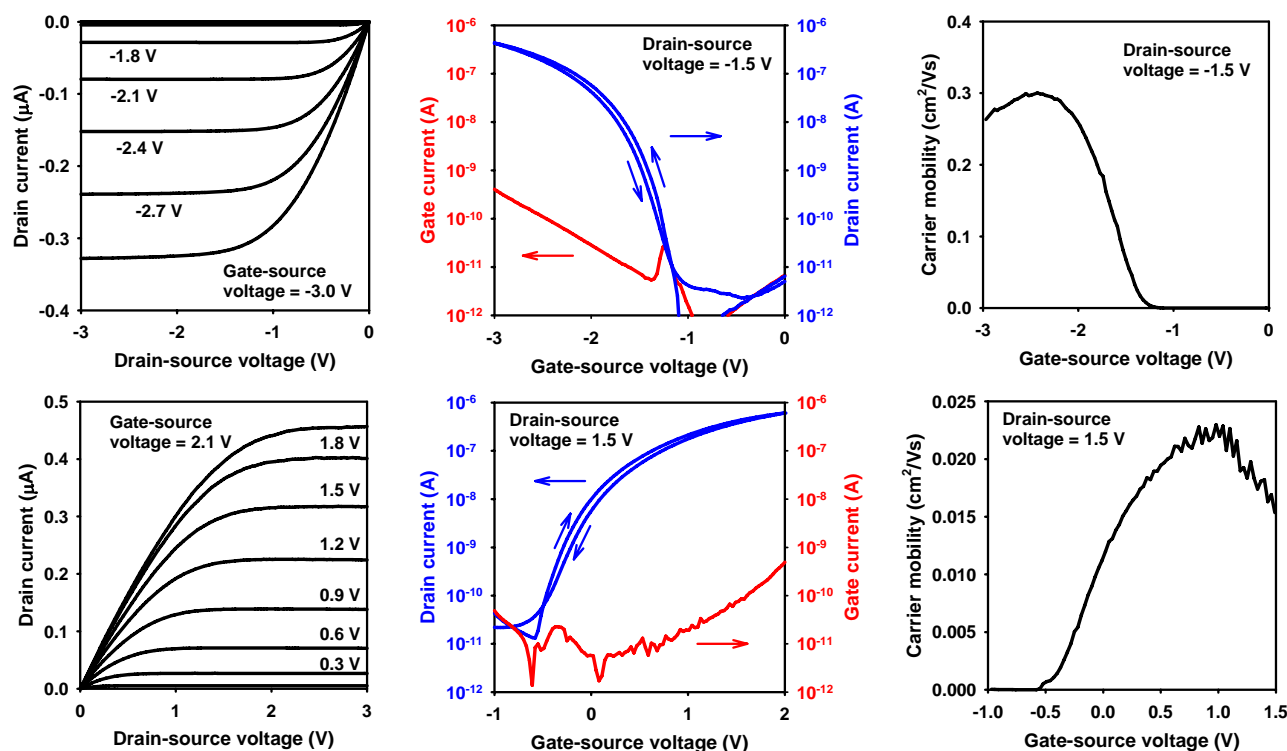 0.0
-0.1
-0.2
-0.3
-0.4
Drain current (μA)
-1.8 V
-2.1 V
-2.4 V
-2.7 V
Gate-source
voltage = -3.0 V
-3
-2
-1
0
Drain-source voltage (V)
10⁻⁶
10⁻⁷
10⁻⁸
10⁻⁹
10⁻¹⁰
10⁻¹¹
10⁻¹²
Gate current (A)
Drain-source
voltage = -1.5 V
10⁻⁶
10⁻⁷
10⁻⁸
10⁻⁹
10⁻¹⁰
10⁻¹¹
10⁻¹²
Drain current (A)
-3
-2
-1
0
Gate-source voltage (V)
0.4
0.3
0.2
0.1
0.0
Carrier mobility (cm²/Vs)
Drain-source
voltage = -1.5 V
-3
-2
-1
0
Gate-source voltage (V)
0.5
0.4
0.3
0.2
0.1
0.0
Drain current (μA)
Gate-source
voltage = 2.1 V
1.8 V
1.5 V
1.2 V
0.9 V
0.6 V
0.3 V
0
1
2
3
Drain-source voltage (V)
10⁻⁶
10⁻⁷
10⁻⁸
10⁻⁹
10⁻¹⁰
10⁻¹¹
10⁻¹²
Drain current (A)
Drain-source
voltage = 1.5 V
10⁻⁶
10⁻⁷
10⁻⁸
10⁻⁹
10⁻¹⁰
10⁻¹¹
10⁻¹²
Gate current (A)
-1
0
1
2
Gate-source voltage (V)
0.025
0.020
0.015
0.010
0.005
0.000
Carrier mobility (cm²/Vs)
Drain-source
voltage = 1.5 V
-1.0
-0.5
0.0
0.5
1.0
1.5
Gate-source voltage (V)